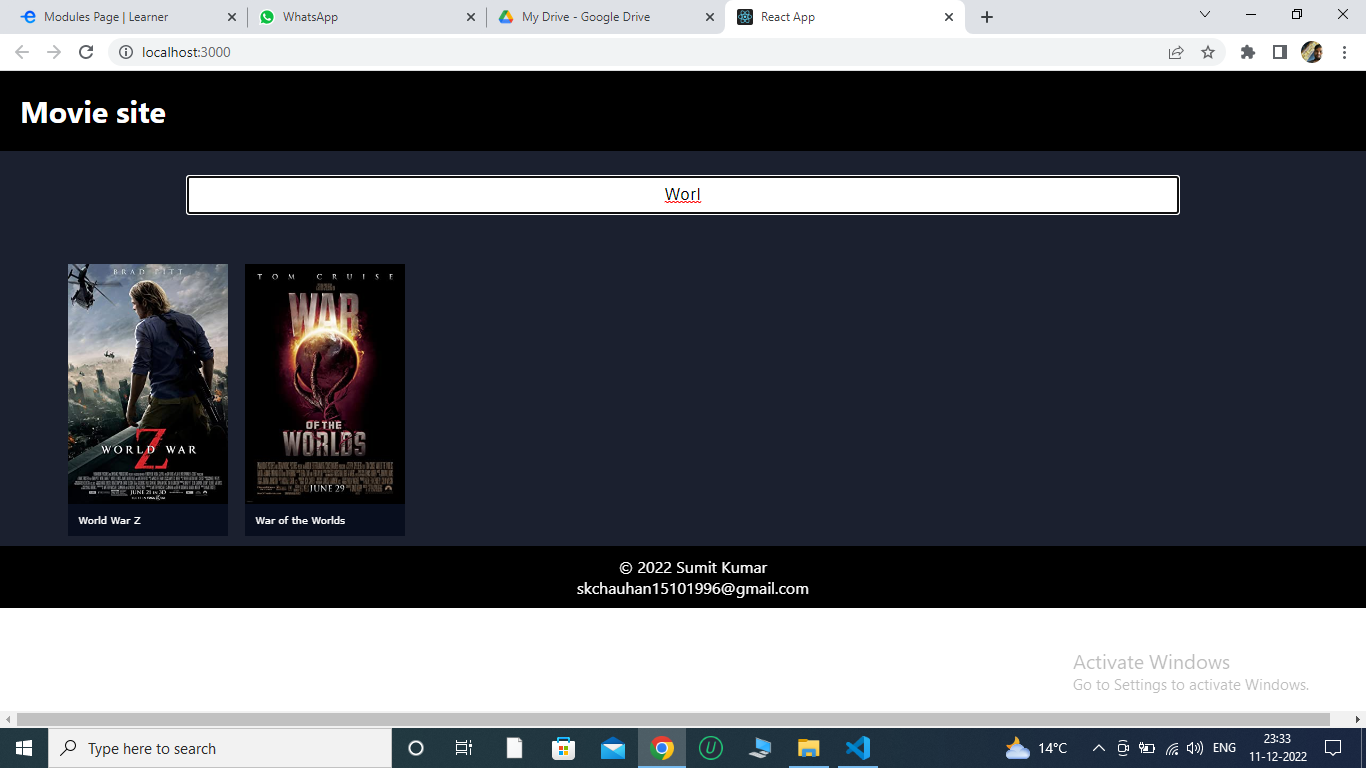 Modules Page | Learner
WhatsApp
My Drive - Google Drive
React App
localhost:3000
Movie site
Worl
BRAD PITT
WORLD WAR
Z
JUNE 21 IN 3D
World War Z
TOM CRUISE
WAR
OF THE
WORLDS
JUNE 29
War of the Worlds
© 2022 Sumit Kumar
skchauhan15101996@gmail.com
Activate Windows
Go to Settings to activate Windows.
Type here to search
14°C
ENG
23:33
11-12-2022